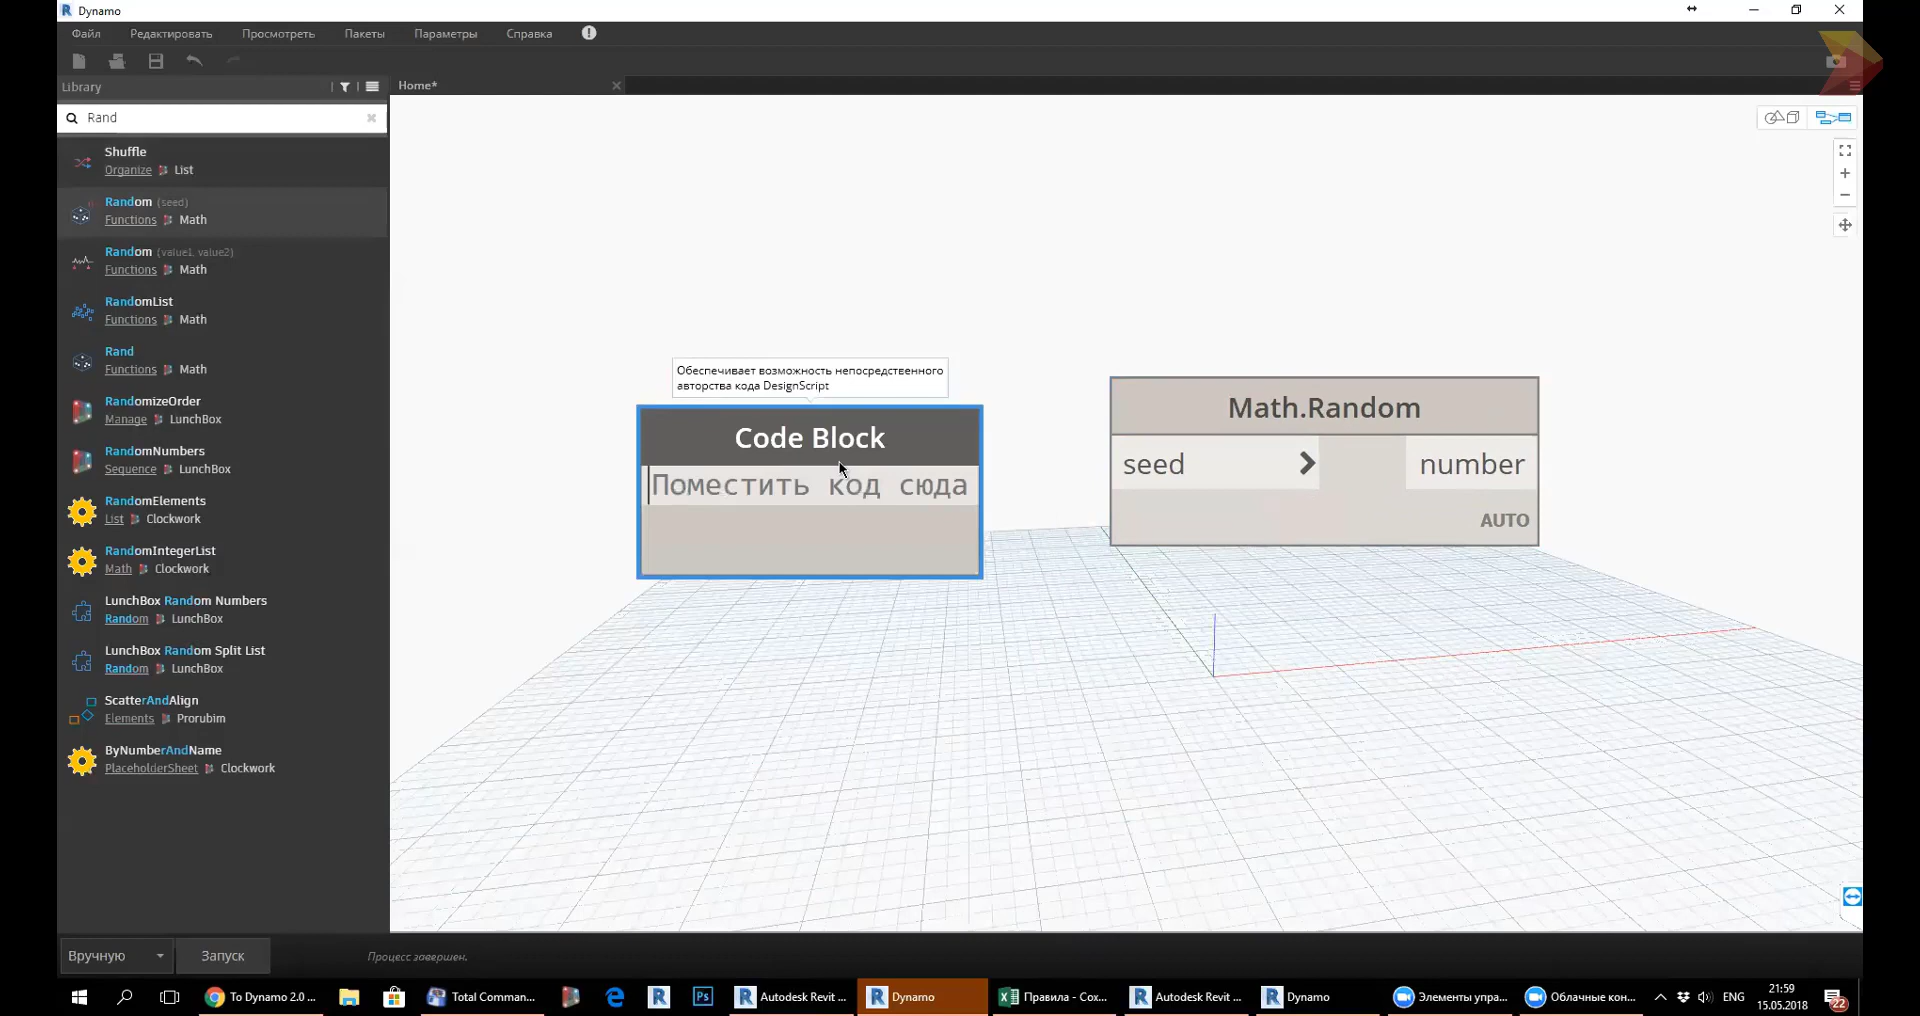 Dynamo
Файл Редактировать Просмотреть Пакеты Параметры Справка
Library
Home*
Rand
Shuffle
Organize List
Random (seed)
Functions Math
Random (value1, value2)
Functions Math
RandomList
Functions Math
Rand
Functions Math
RandomizeOrder
Manage LunchBox
RandomNumbers
Sequence LunchBox
RandomElements
List Clockwork
RandomIntegerList
Math Clockwork
LunchBox Random Numbers
Random LunchBox
LunchBox Random Split List
Random LunchBox
ScatterAndAlign
Elements Prorubim
ByNumberAndName
PlaceholderSheet Clockwork
Обеспечивает возможность непосредственного
авторства кода DesignScript
Code Block
Поместить код сюда
Math.Random
seed number
AUTO
Вручную Запуск Процесс завершен.
To Dynamo 2.0 ... Total Comman... Ps Autodesk Revit ... Dynamo Правила - Сох... Autodesk Revit ... Dynamo Элементы упра... Облачные кон... ENG
21:59
15.05.2018
22